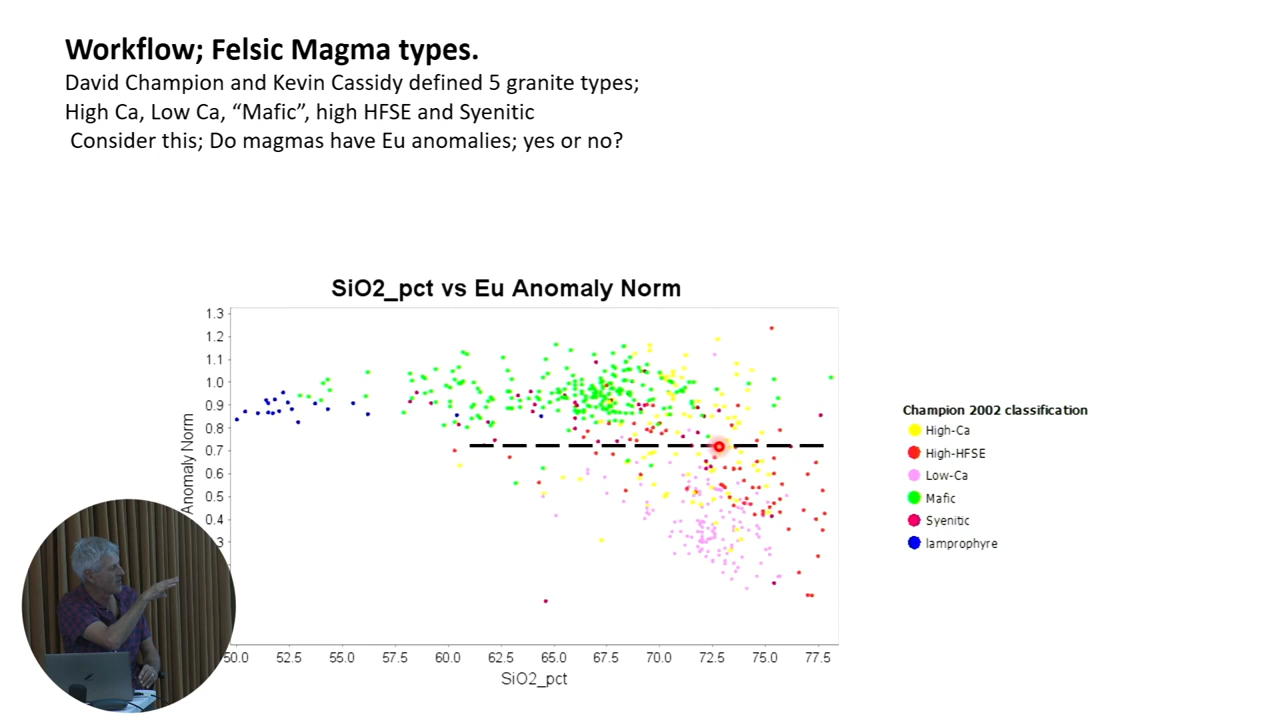 Workflow; Felsic Magma types.
David Champion and Kevin Cassidy defined 5 granite types;
High Ca, Low Ca, “Mafic”, high HFSE and Syenitic
Consider this; Do magmas have Eu anomalies; yes or no?
SiO2_pct vs Eu Anomaly Norm
1.3
1.2
1.1
1.0
0.9
0.8
0.7
0.6
0.5
0.4
3
Anomaly Norm
50.0 52.5 55.0 57.5 60.0 62.5 65.0 67.5 70.0 72.5 75.0 77.5
SiO2_pct
Champion 2002 classification
High-Ca
High-HFSE
Low-Ca
Mafic
Syenitic
lamprophyre